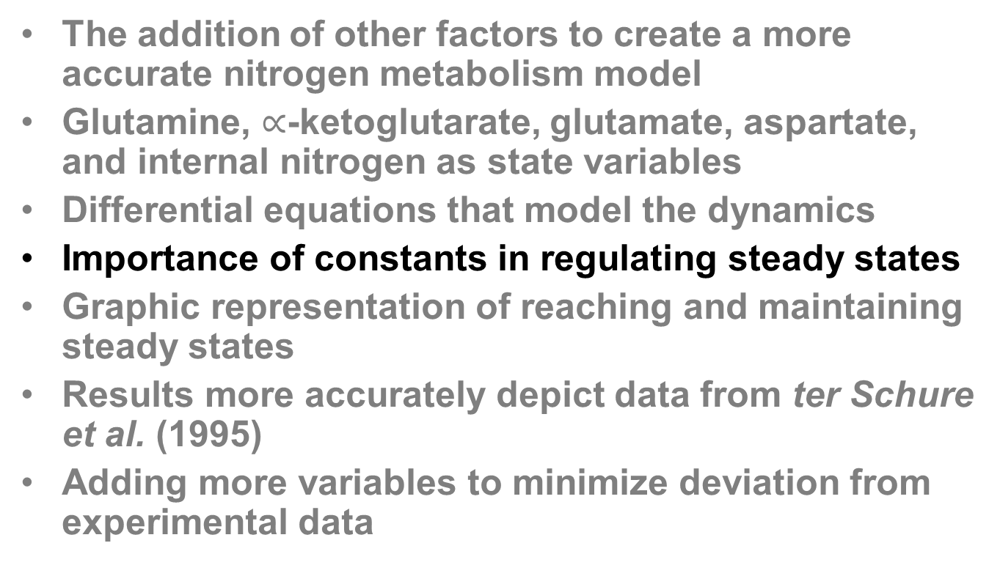 • The addition of other factors to create a more
accurate nitrogen metabolism model
• Glutamine, ∝-ketoglutarate, glutamate, aspartate,
and internal nitrogen as state variables
• Differential equations that model the dynamics
• Importance of constants in regulating steady states
• Graphic representation of reaching and maintaining
steady states
• Results more accurately depict data from ter Schure
et al. (1995)
• Adding more variables to minimize deviation from
experimental data